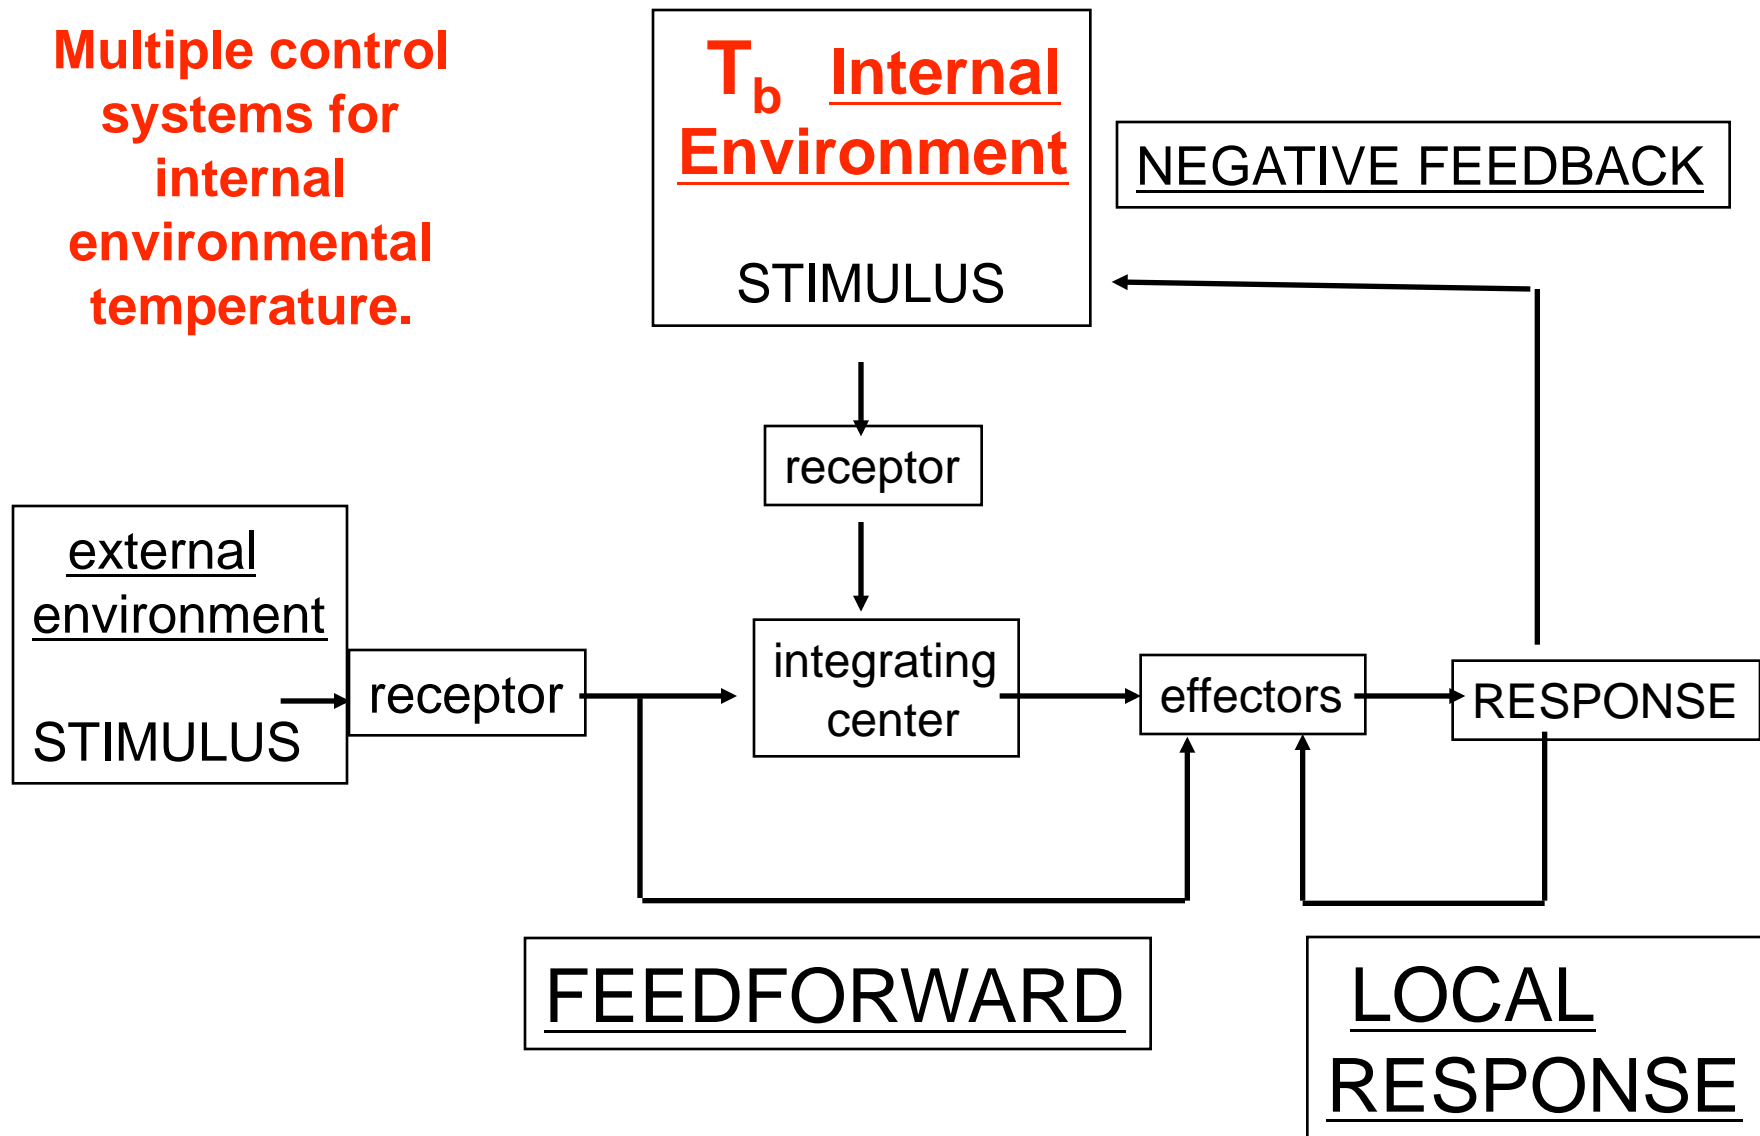 Multiple control
systems for
internal
environmental
temperature.
Tb Internal
Environment
STIMULUS
NEGATIVE FEEDBACK
receptor
external
environment
STIMULUS
receptor
integrating
center
effectors
RESPONSE
FEEDFORWARD
LOCAL
RESPONSE